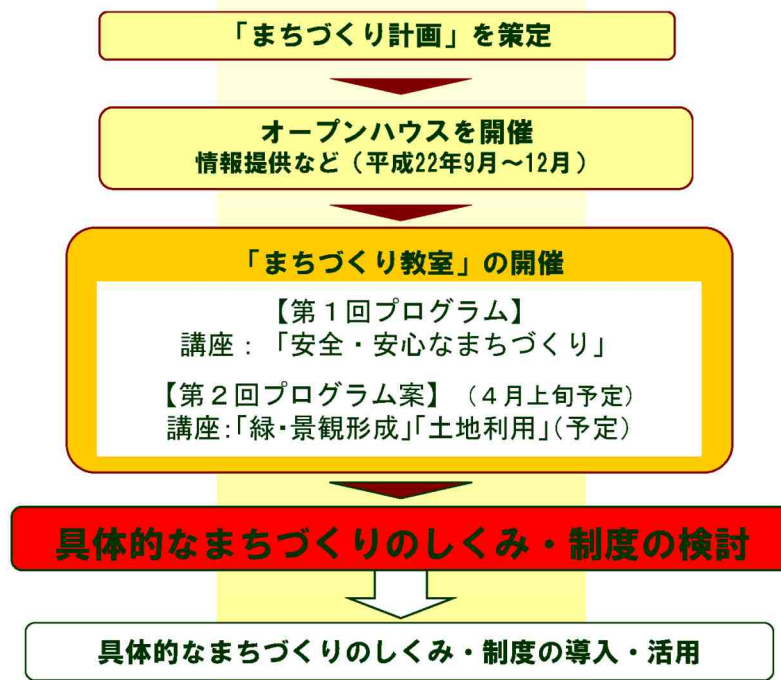 「まちづくり計画」を策定
オープンハウスを開催
情報提供など（平成22年9月～12月）
「まちづくり教室」の開催
【第１回プログラム】
講座：「安全・安心なまちづくり」
【第２回プログラム案】（４月上旬予定）
講座：「緑・景観形成」「土地利用」（予定）
具体的なまちづくりのしくみ・制度の検討
具体的なまちづくりのしくみ・制度の導入・活用